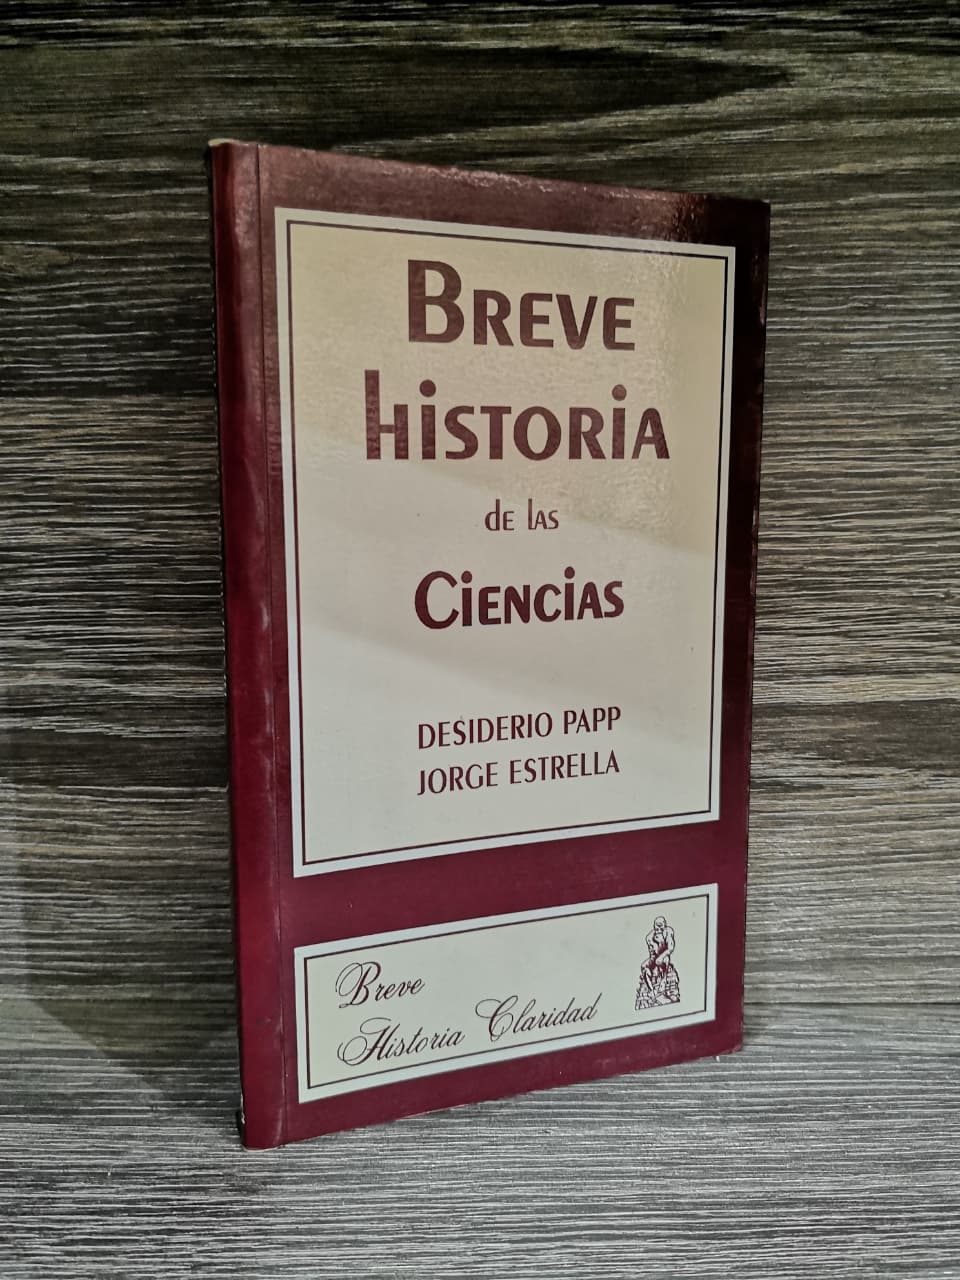 BREVE
HISTORIA
de las
CIENCIAS
DESIDERIO PAPP
JORGE ESTRELLA
Breve
Historia Claridad